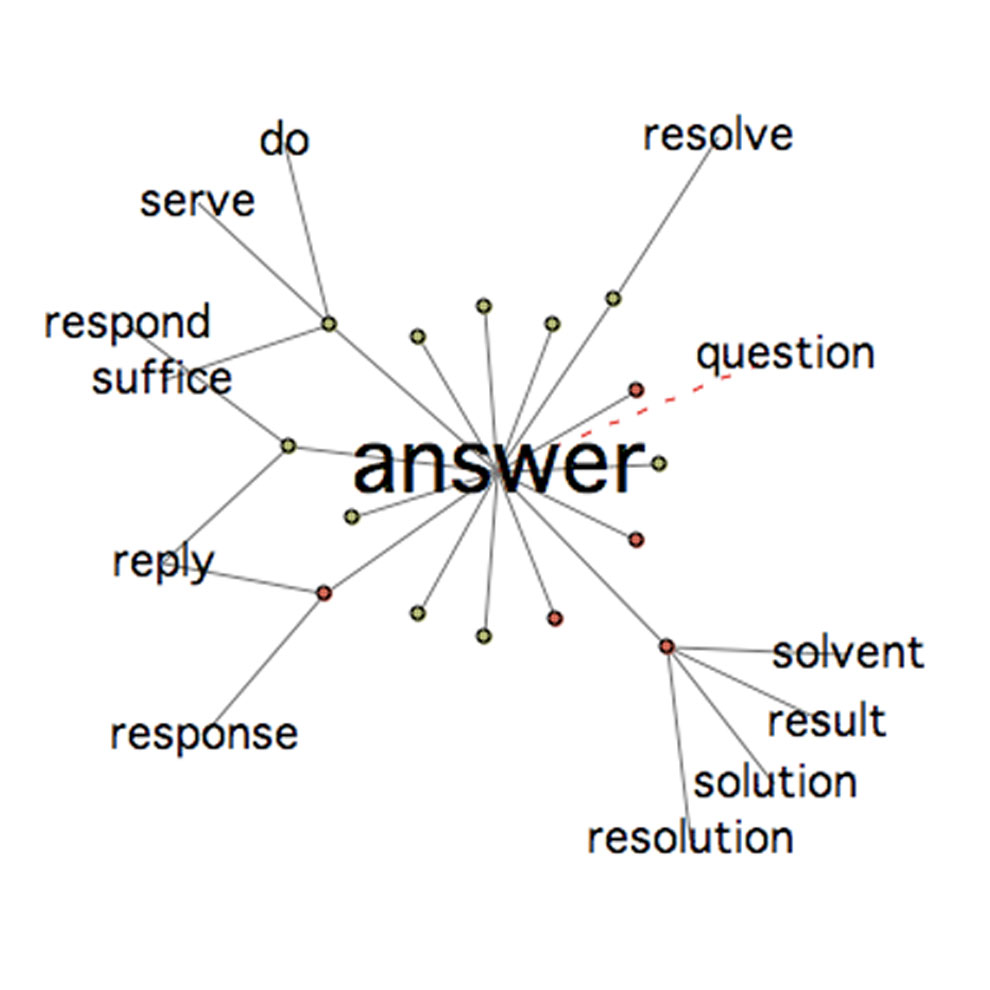 do
resolve
serve
respond
question
suffice
answer
reply
solvent
result
response
solution
resolution